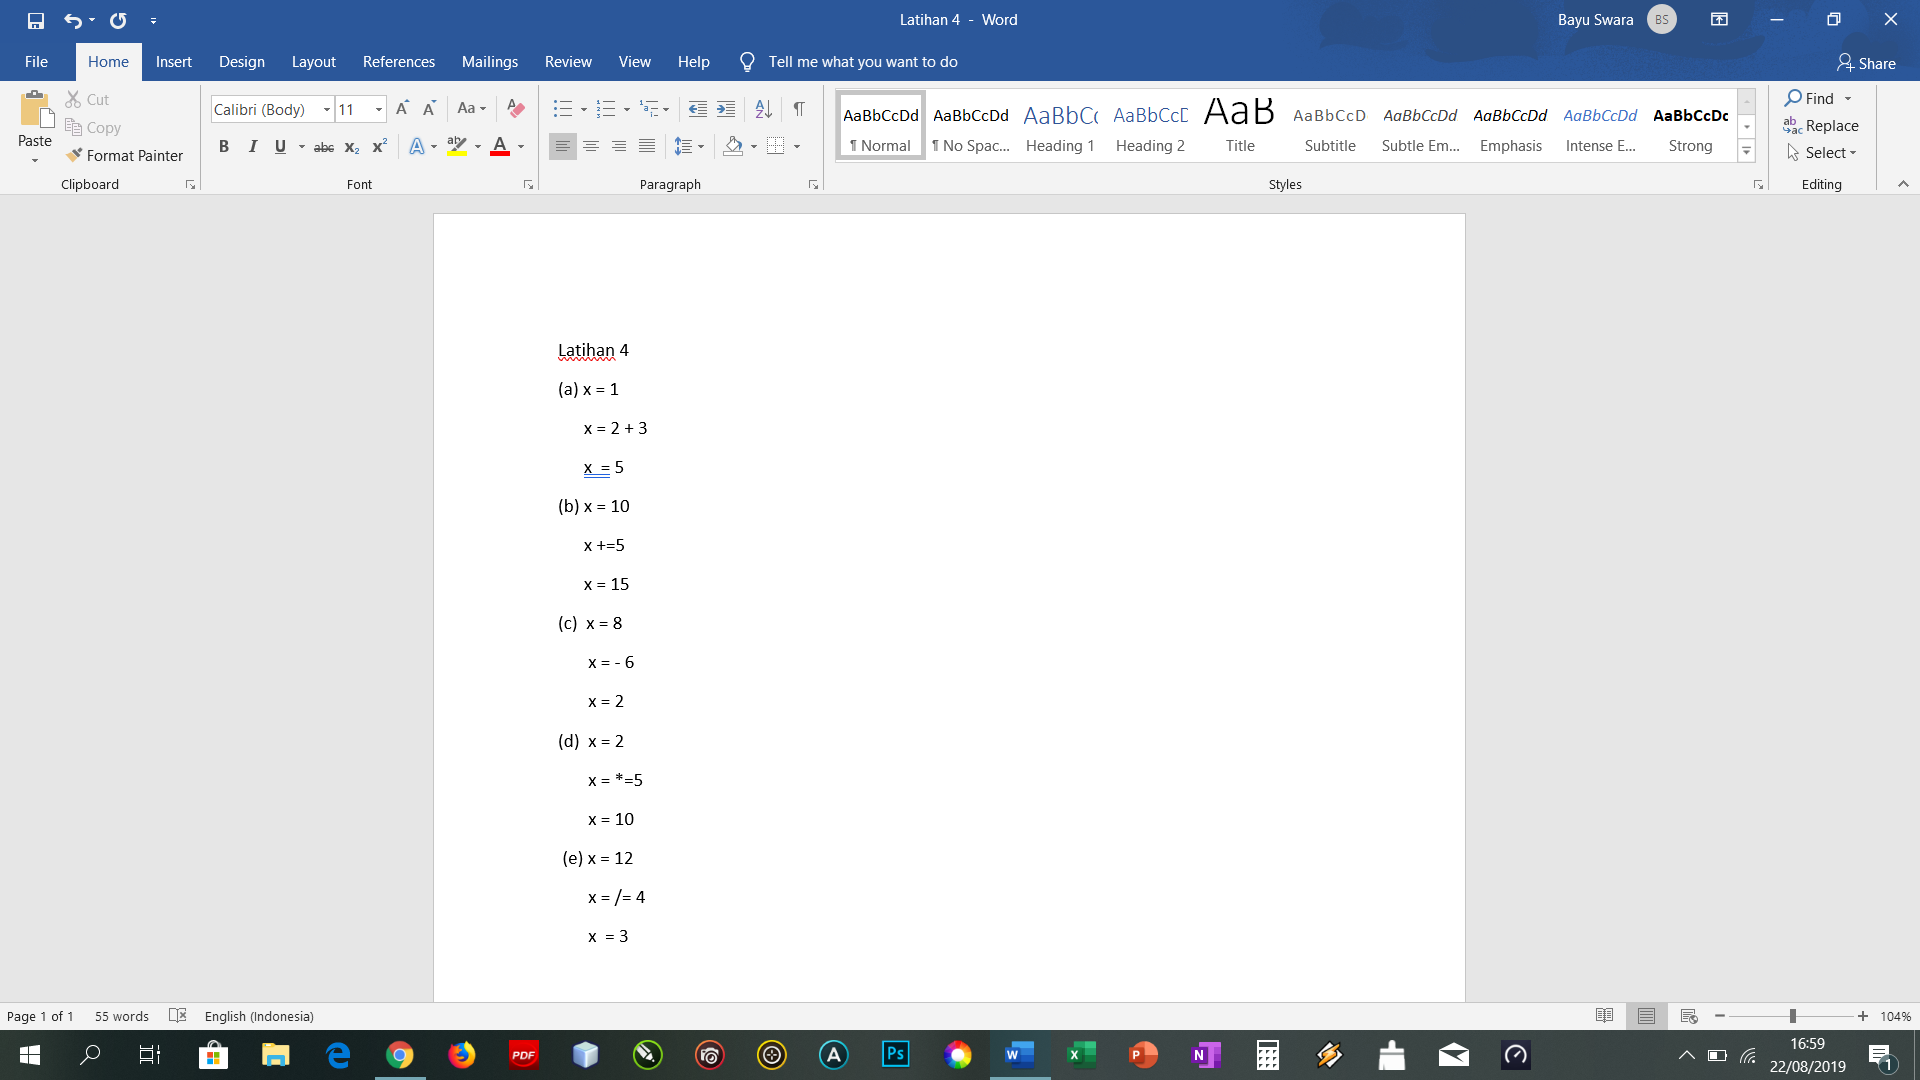 Latihan 4 - Word
Bayu Swara
BS
File
Home
Insert
Design
Layout
References
Mailings
Review
View
Help
Tell me what you want to do
Share
Paste
Cut
Copy
Format Painter
Clipboard
Calibri (Body)
11
Font
Paragraph
AaBbCcDd
¶ Normal
AaBbCcDd
¶ No Spac...
AaBbC
Heading 1
AaBbCcD
Heading 2
AaB
Title
AaBbCcD
Subtitle
AaBbCcDd
Subtle Em...
AaBbCcDd
Emphasis
AaBbCcDd
Intense E...
AaBbCcDc
Strong
Styles
Find
Replace
Select
Editing
Latihan 4
(a) x = 1
x = 2 + 3
x = 5
(b) x = 10
x +=5
x = 15
(c) x = 8
x = - 6
x = 2
(d) x = 2
x = *=5
x = 10
(e) x = 12
x = /= 4
x = 3
Page 1 of 1
55 words
English (Indonesia)
104%
16:59
22/08/2019
1